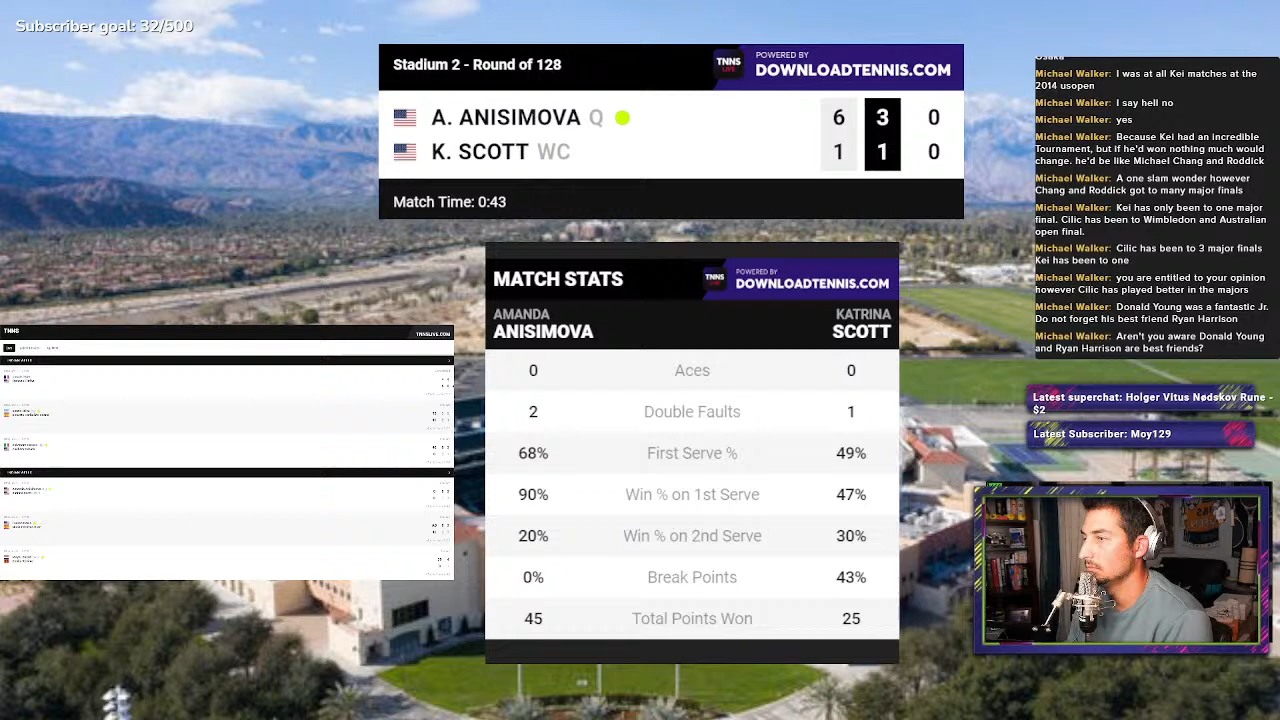 Subscriber goal: 32/500
Stadium 2 - Round of 128
TNNS
LIVE
POWERED BY
DOWNLOADTENNIS.COM
A. ANISIMOVA Q 6 3 0
K. SCOTT WC 1 1 0
Match Time: 0:43
MATCH STATS
TNNS
LIVE
POWERED BY
DOWNLOADTENNIS.COM
AMANDA KATRINA
ANISIMOVA SCOTT
0 Aces 0
2 Double Faults 1
68% First Serve % 49%
90% Win % on 1st Serve 47%
20% Win % on 2nd Serve 30%
0% Break Points 43%
45 Total Points Won 25
TNNS
TNNSLIVE.COM
Osaka
Michael Walker: I was at all Kei matches at the
2014 usopen
Michael Walker: I say hell no
Michael Walker: yes
Michael Walker: Because Kei had an incredible
Tournament, but if he'd won nothing much would
change. he'd be like Michael Chang and Roddick
Michael Walker: A one slam wonder however
Chang and Roddick got to many major finals
Michael Walker: Kei has only been to one major
final. Cilic has been to Wimbledon and Australian
open final.
Michael Walker: Cilic has been to 3 major finals
Kei has been to one
Michael Walker: you are entitled to your opinion
however Cilic has played better in the majors
Michael Walker: Donald Young was a fantastic Jr.
Do not forget his best friend Ryan Harrison
Michael Walker: Aren't you aware Donald Young
and Ryan Harrison are best friends?
Latest superchat: Holger Vitus Nødskov Rune -
$2
Latest Subscriber: Moy129